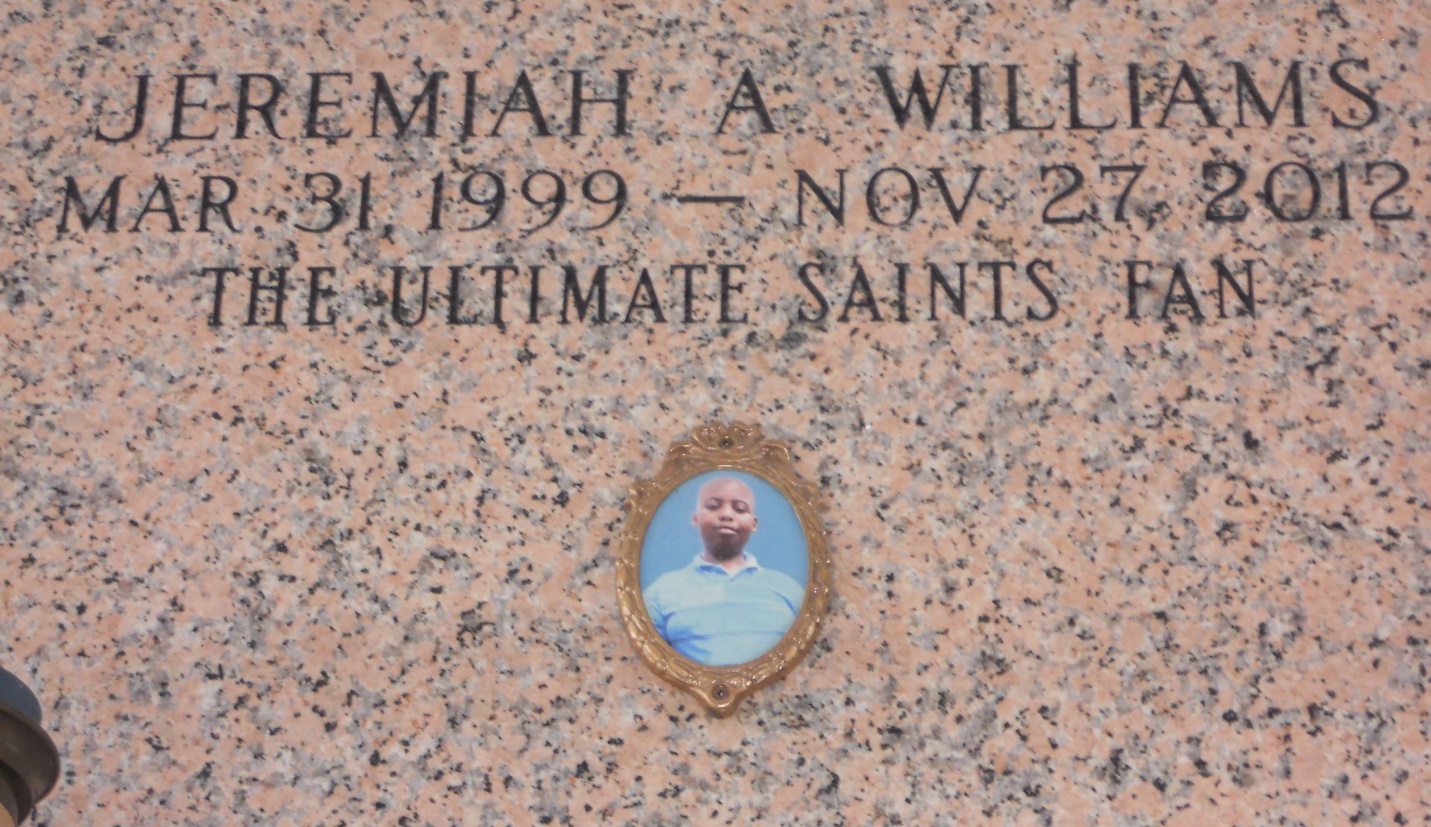 JEREMIAH A WILLIAMS
MAR 31 1999 — NOV 27, 2012
THE ULTIMATE SAINTS FAN